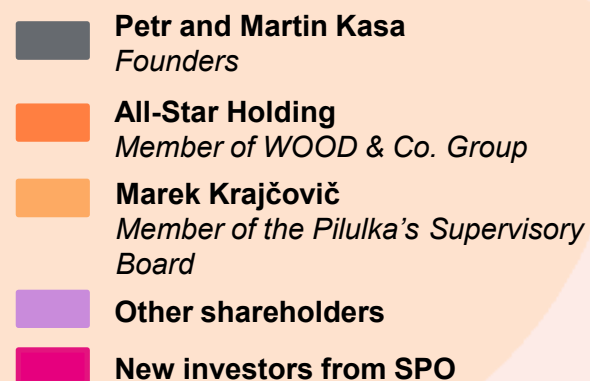 Petr and Martin Kasa
Founders
All-Star Holding
Member of WOOD & Co. Group
Marek Krajčovič
Member of the Pilulka's Supervisory
Board
Other shareholders
New investors from SPO